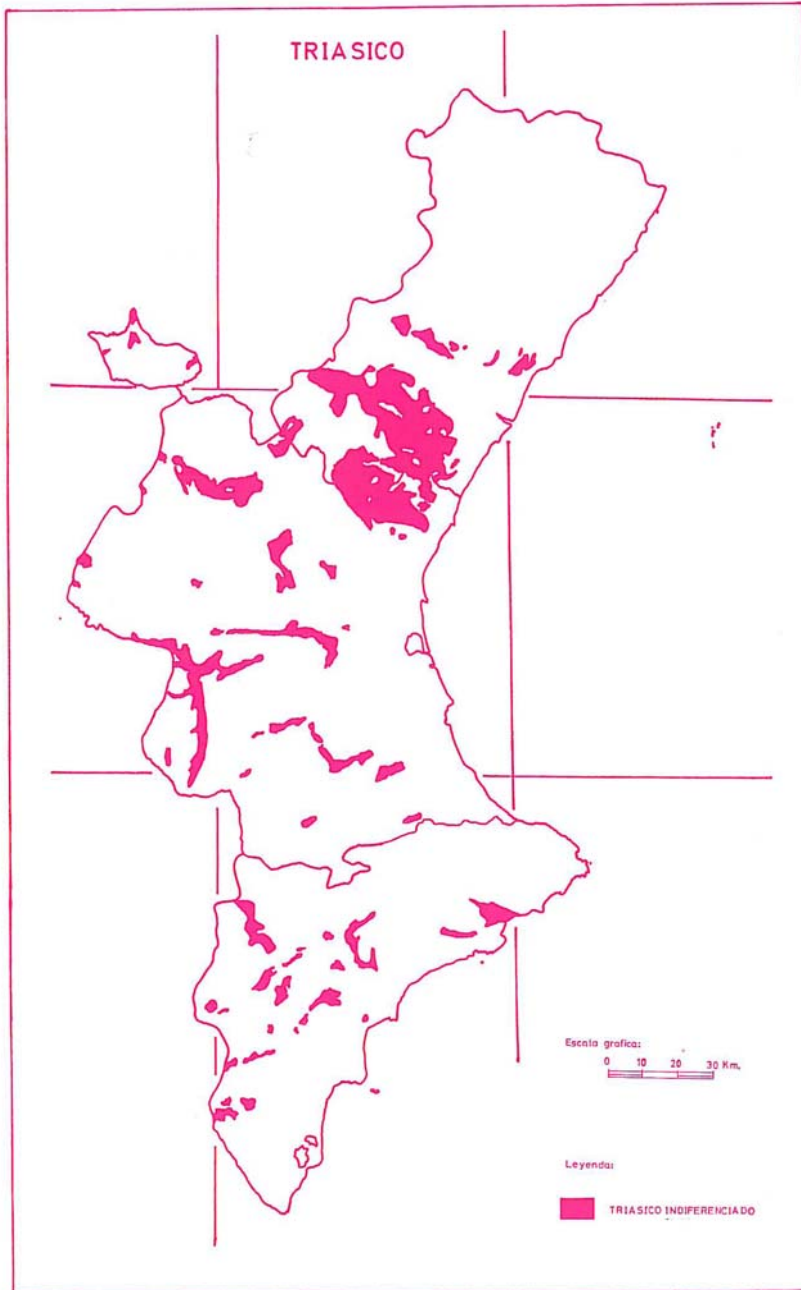 TRIASICO
Escala grafica:
0 10 20 30 Km.
Leyenda:
TRIASICO INDIFERENCIADO